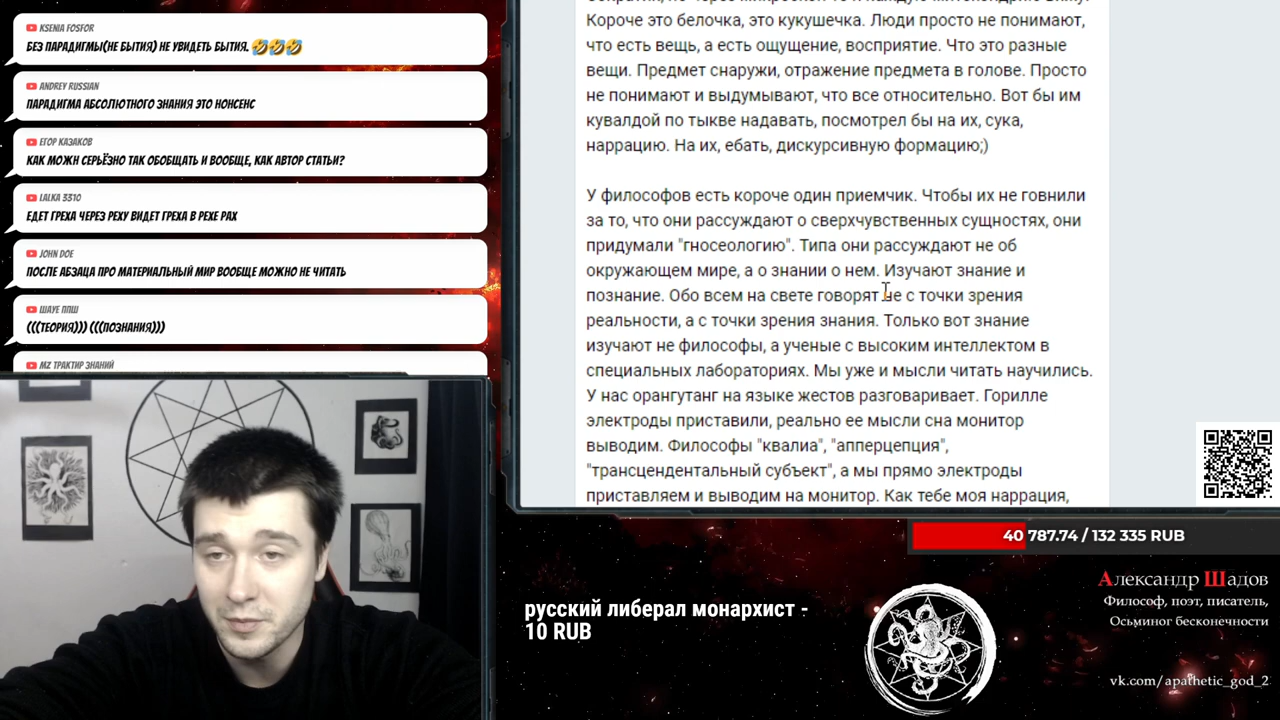 KSENIA FOSFOR
БЕЗ ПАРАДИГМЫ(НЕ БЫТИЯ) НЕ УВИДЕТЬ БЫТИЯ. 🤣🤣🤣
ANDREY RUSSIAN
ПАРАДИГМА АБСОЛЮТНОГО ЗНАНИЯ ЭТО НОНСЕНС
ЕГОР КАЗАКОВ
КАК МОЖН СЕРЬЁЗНО ТАК ОБОБЩАТЬ И ВООБЩЕ, КАК АВТОР СТАТЬИ?
LALKA 3310
ЕДЕТ ГРЕХА ЧЕРЕЗ РЕХУ ВИДЕТ ГРЕХА В РЕХЕ РАХ
JOHN DOE
ПОСЛЕ АБЗАЦА ПРО МАТЕРИАЛЬНЫЙ МИР ВООБЩЕ МОЖНО НЕ ЧИТАТЬ
ШАУЕ ППШ
(((ТЕОРИЯ))) (((ПОЗНАНИЯ)))
MZ ТРАКТИР ЗНАНИЙ
Короче это белочка, это кукушечка. Люди просто не понимают,
что есть вещь, а есть ощущение, восприятие. Что это разные
вещи. Предмет снаружи, отражение предмета в голове. Просто
не понимают и выдумывают, что все относительно. Вот бы им
кувалдой по тыкве надавать, посмотрел бы на их, сука,
наррацию. На их, ебать, дискурсивную формацию;)
У философов есть короче один приемчик. Чтобы их не говнили
за то, что они рассуждают о сверхчувственных сущностях, они
придумали "гносеологию". Типа они рассуждают не об
окружающем мире, а о знании о нем. Изучают знание и
познание. Обо всем на свете говорят не с точки зрения
реальности, а с точки зрения знания. Только вот знание
изучают не философы, а ученые с высоким интеллектом в
специальных лабораториях. Мы уже и мысли читать научились.
У нас орангутанг на языке жестов разговаривает. Горилле
электроды приставили, реально ее мысли сна монитор
выводим. Философы "квалиа", "апперцепция",
"трансцендентальный субъект", а мы прямо электроды
приставляем и выводим на монитор. Как тебе моя наррация,
40 787.74 / 132 335 RUB
русский либерал монархист -
10 RUB
Александр Шадов
Философ, поэт, писатель,
Осьминог бесконечности
vk.com/apathetic_god_2